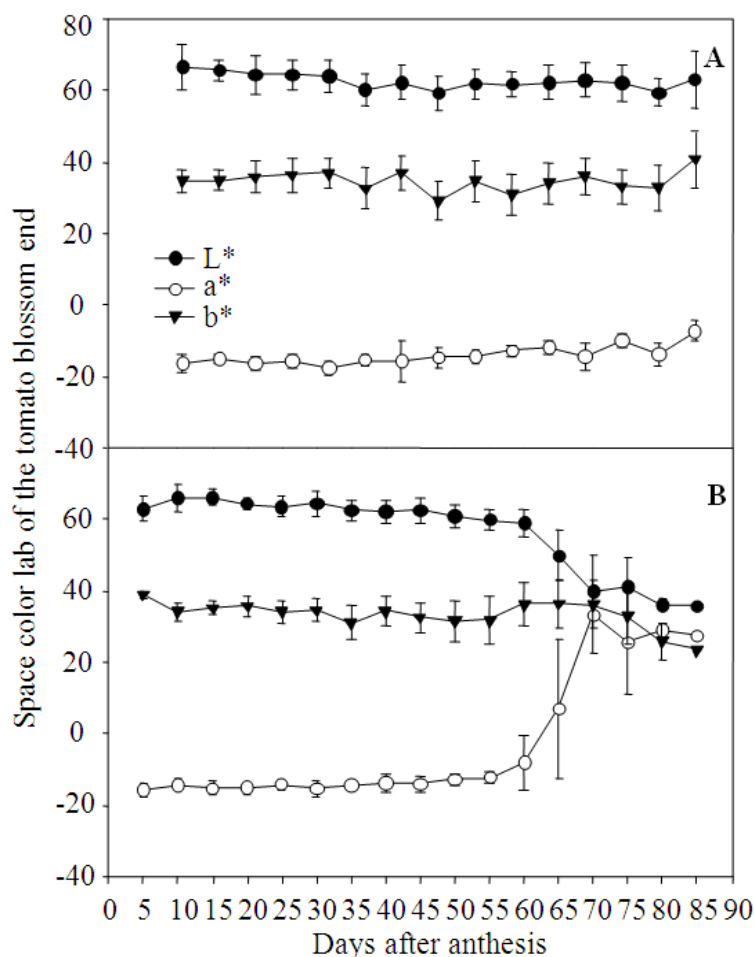 80
60
40
20
0
-20
-40
A
L*
a*
b*
Space color lab of the tomato blossom end
60
40
20
0
-20
-40
B
0 5 10 15 20 25 30 35 40 45 50 55 60 65 70 75 80 85 90
Days after anthesis